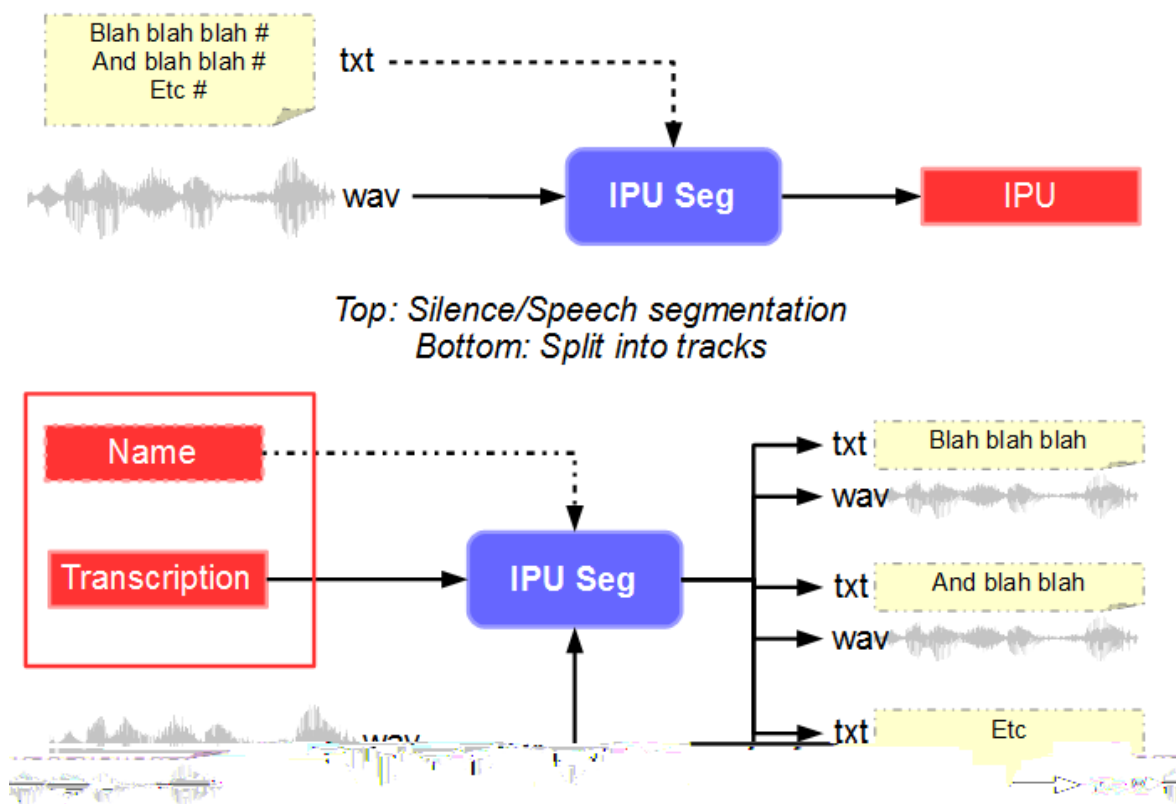 Blah blah blah #
And blah blah #
Etc #
txt
wav
IPU Seg
IPU
Top: Silence/Speech segmentation
Bottom: Split into tracks
Name
Transcription
IPU Seg
txt
Blah blah blah
wav
txt
And blah blah
wav
txt
Etc